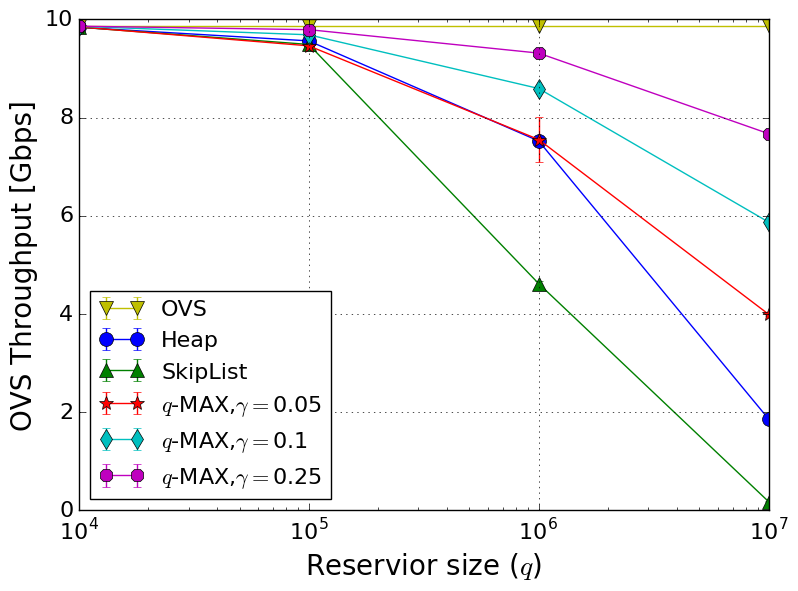 10
8
6
4
2
0
OVS Throughput [Gbps]
OVS
Heap
SkipList
q-MAX,γ = 0.05
q-MAX,γ = 0.1
q-MAX,γ = 0.25
10⁴ 10⁵ 10⁶ 10⁷
Reservior size (q)